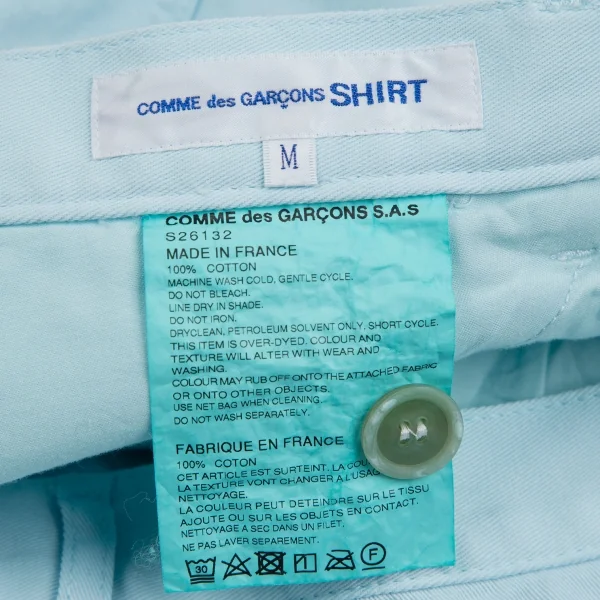 COMME des GARÇONS SHIRT
M
COMME des GARÇONS S.A.S
S26132
MADE IN FRANCE
100% COTTON
MACHINE WASH COLD, GENTLE CYCLE.
DO NOT BLEACH.
LINE DRY IN SHADE.
DO NOT IRON.
DRYCLEAN, PETROLEUM SOLVENT ONLY. SHORT CYCLE.
THIS ITEM IS OVER-DYED. COLOUR AND
TEXTURE WILL ALTER WITH WEAR AND
WASHING.
COLOUR MAY RUB OFF ONTO THE ATTACHED FABRIC
OR ONTO OTHER OBJECTS.
USE NET BAG WHEN CLEANING.
DO NOT WASH SEPARATELY.
FABRIQUE EN FRANCE
100% COTTON
CET ARTICLE EST SURTEINT. LA
LA TEXTURE VONT CHANGER A
NETTOYAGE.
LA COULEUR PEUT DETEINDRE SUR LE TISSU
AJOUTE OU SUR LES OBJETS EN CONTACT.
NETTOYAGE A SEC DANS UN FILET.
NE PAS LAVER SEPAREMENT.
30 1 F